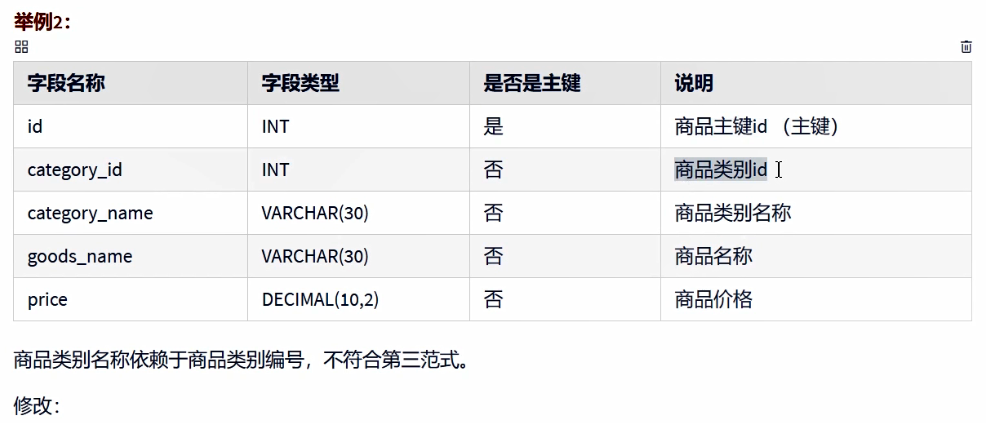 举例2：
字段名称 字段类型 是否是主键 说明
id INT 是 商品主键id （主键）
category_id INT 否 商品类别id
category_name VARCHAR(30) 否 商品类别名称
goods_name VARCHAR(30) 否 商品名称
price DECIMAL(10,2) 否 商品价格
商品类别名称依赖于商品类别编号，不符合第三范式。
修改：